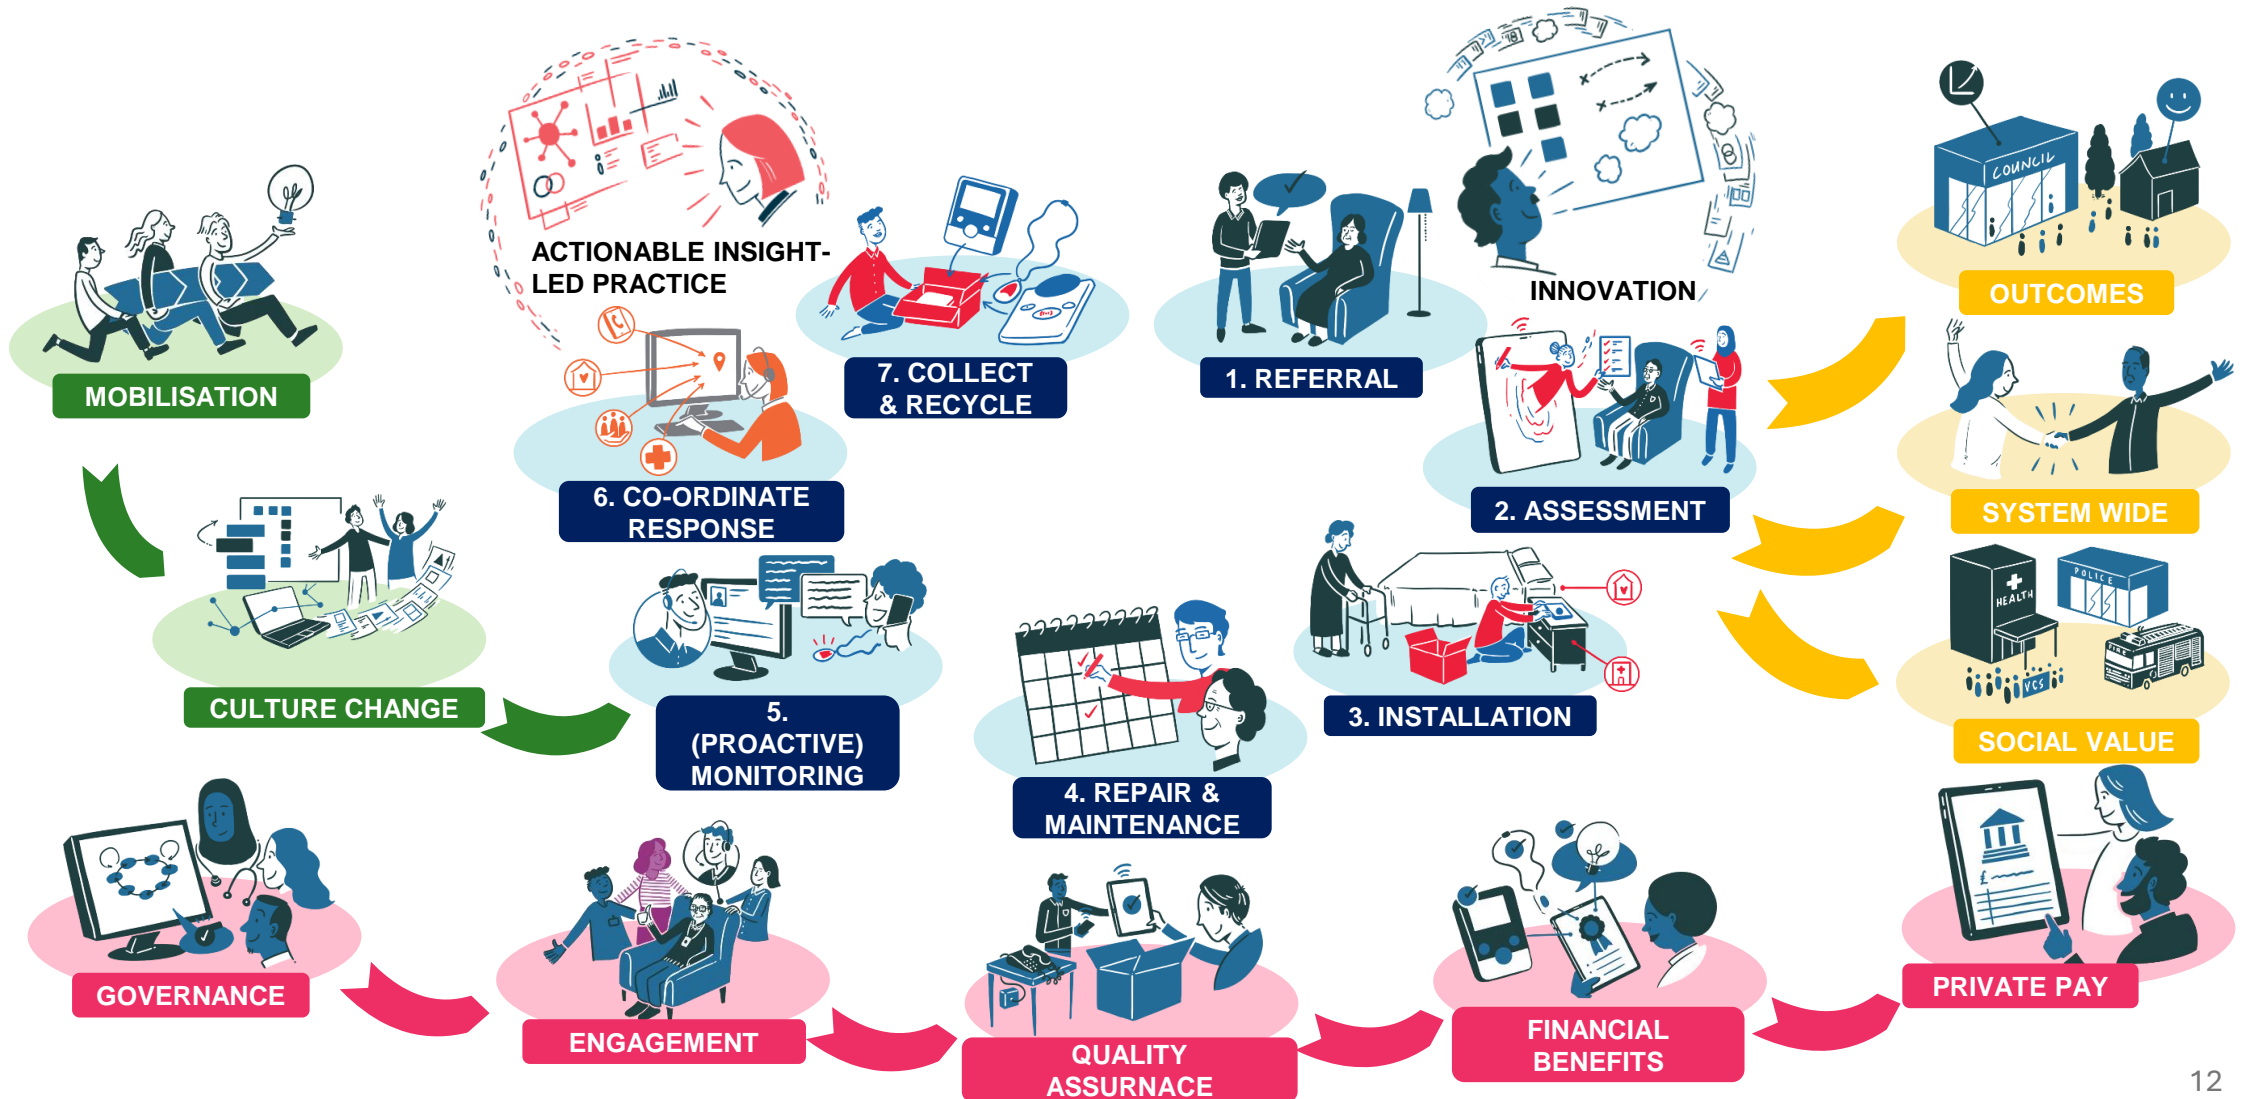 COUNCIL
ACTIONABLE INSIGHT-
LED PRACTICE
INNOVATION
OUTCOMES
7. COLLECT
& RECYCLE
1. REFERRAL
MOBILISATION
6. CO-ORDINATE
RESPONSE
2. ASSESSMENT
SYSTEM WIDE
POLICE
HEALTH
FIRE
VCS
CULTURE CHANGE
5.
(PROACTIVE)
MONITORING
3. INSTALLATION
SOCIAL VALUE
4. REPAIR &
MAINTENANCE
£
GOVERNANCE
ENGAGEMENT
QUALITY
ASSURNACE
FINANCIAL
BENEFITS
PRIVATE PAY
12